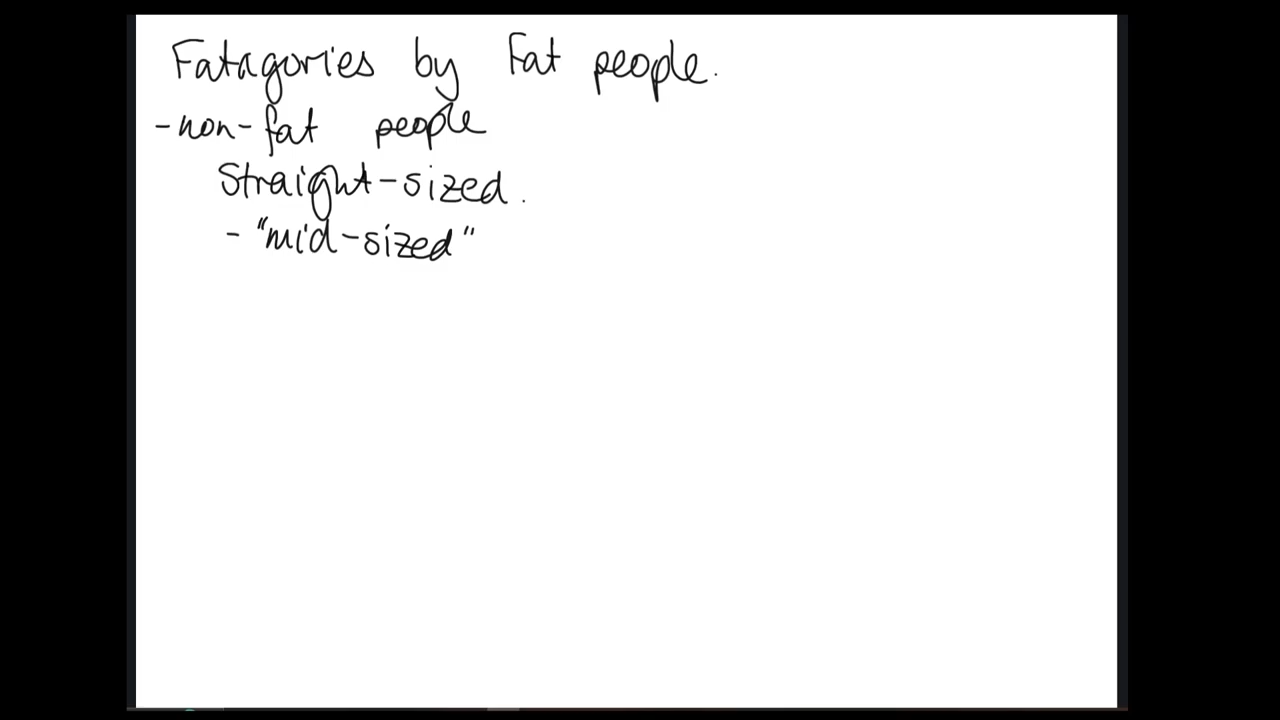 Fatagories by Fat people.
-non-fat people
Straight-sized.
- "mid-sized"